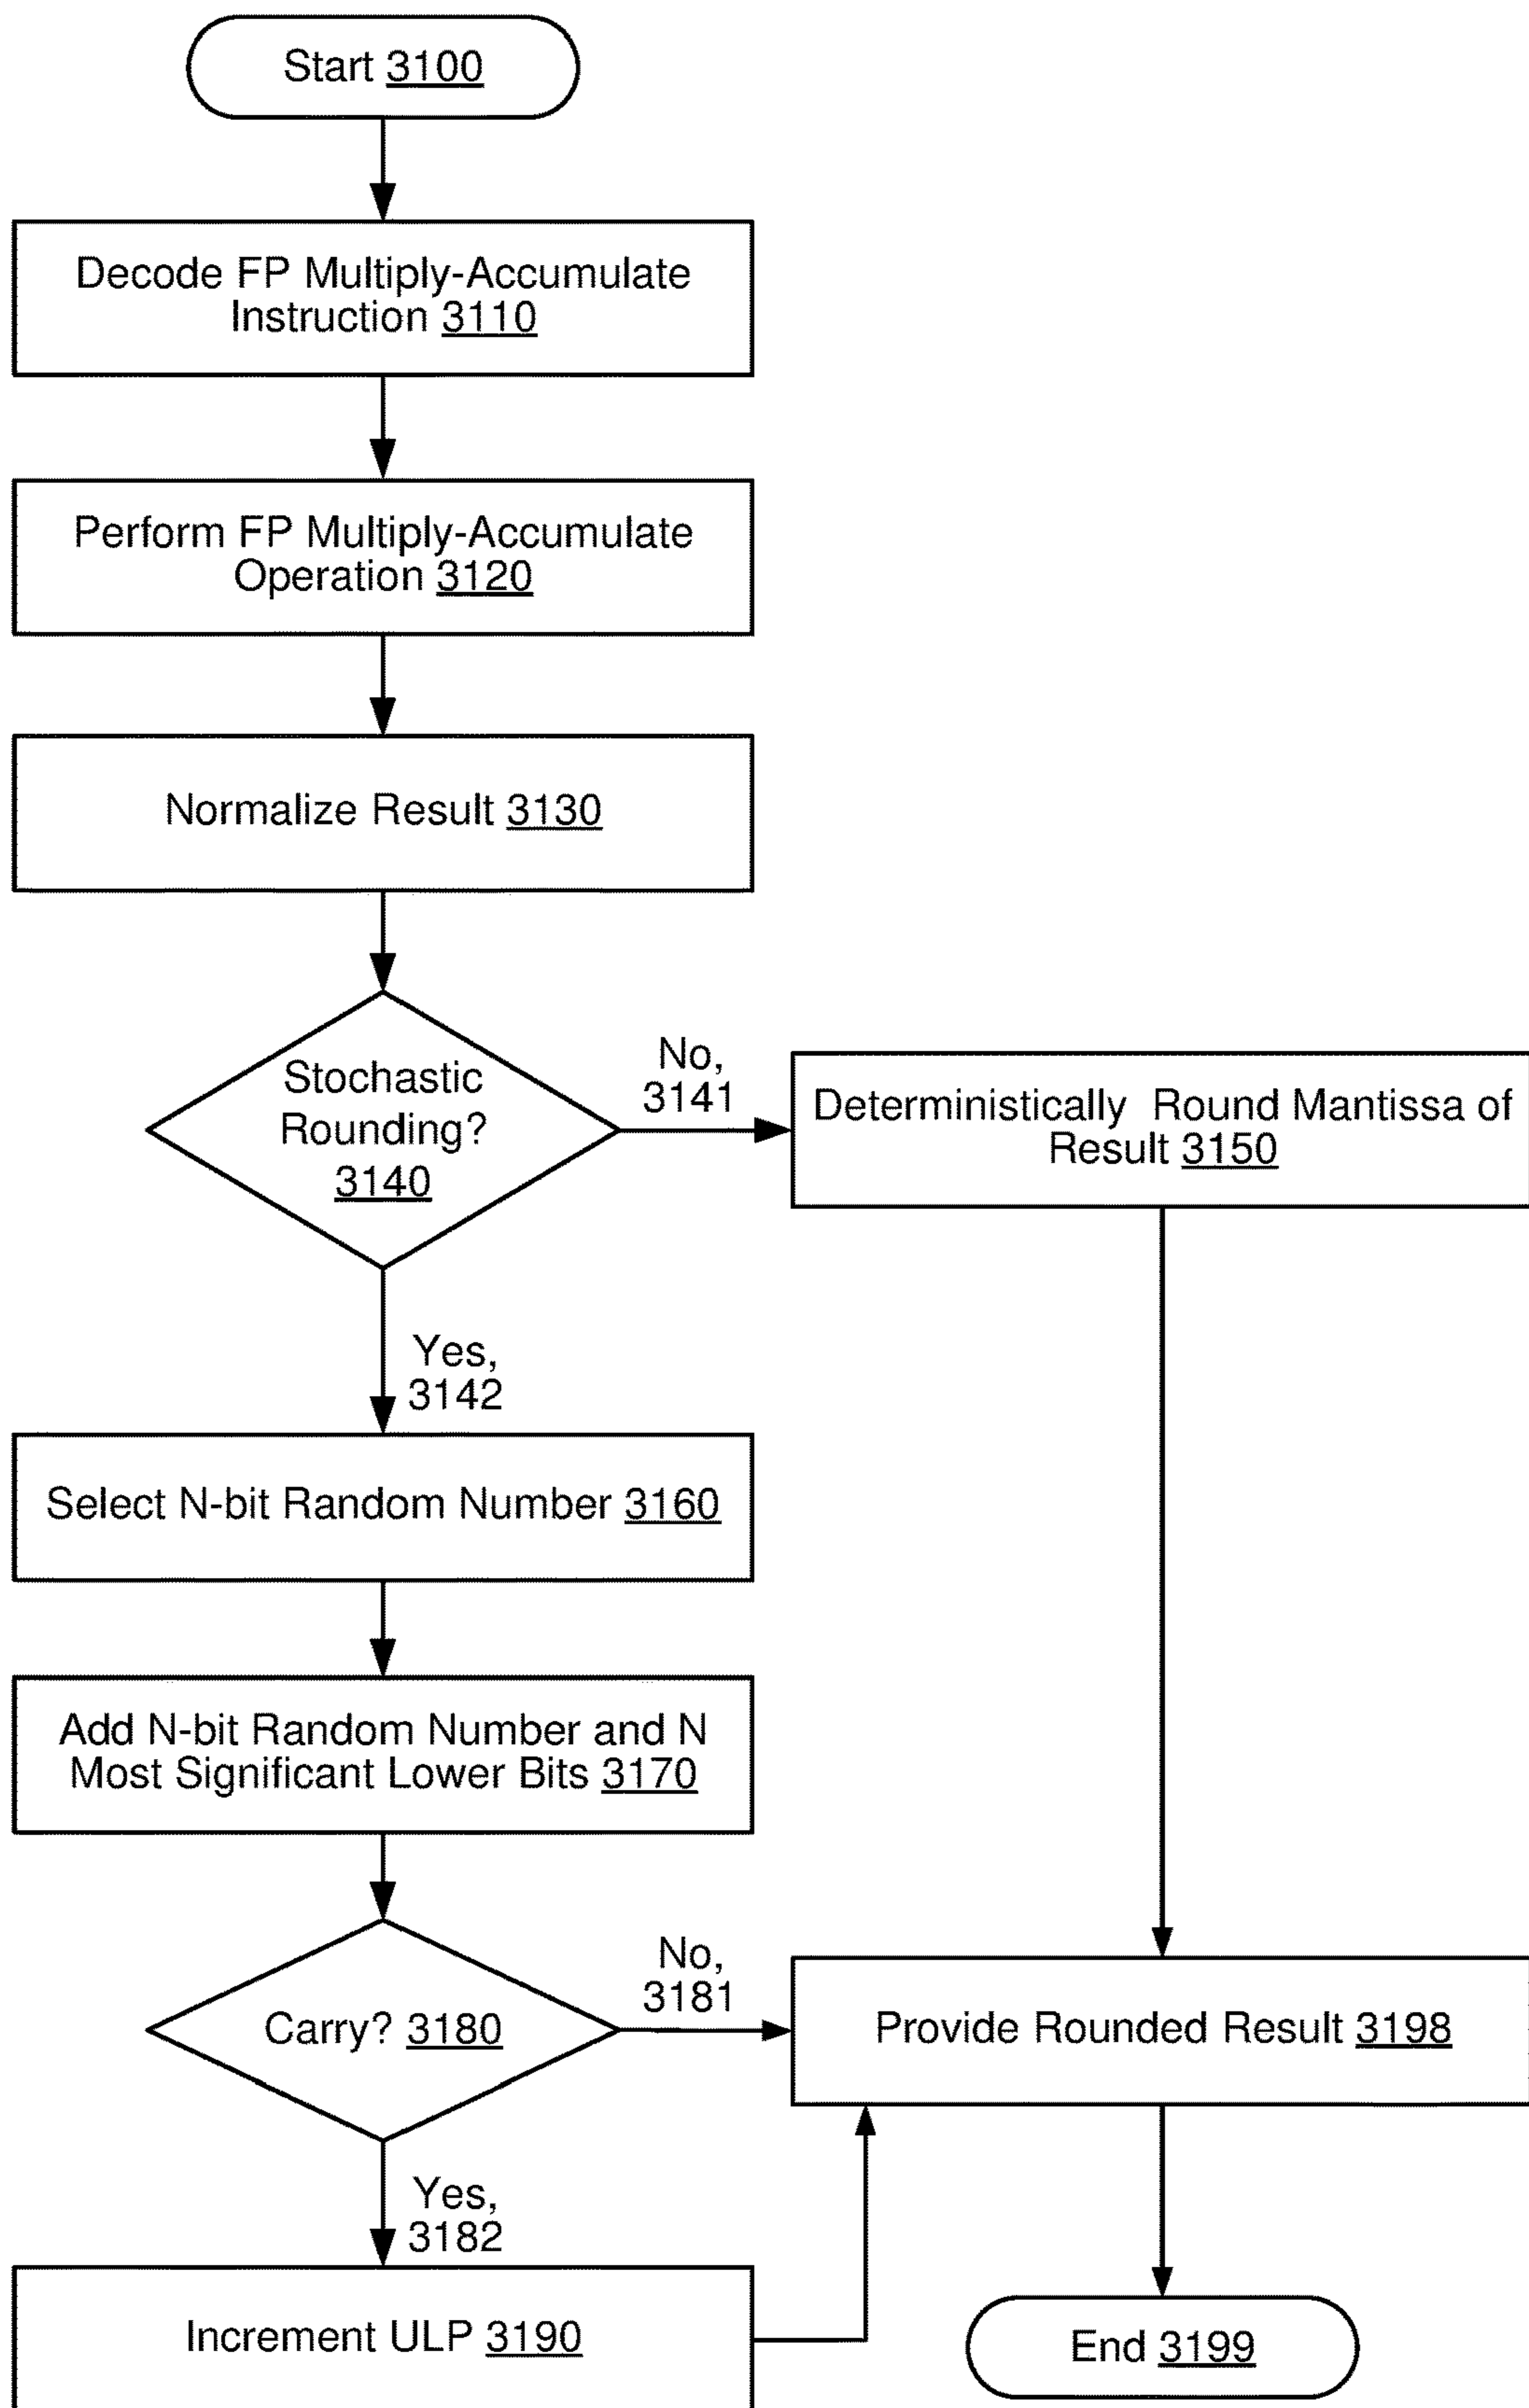 Start 3100
Decode FP Multiply-Accumulate
Instruction 3110
Perform FP Multiply-Accumulate
Operation 3120
Normalize Result 3130
Stochastic
Rounding?
3140
No,
3141
Deterministically Round Mantissa of
Result 3150
Yes,
3142
Select N-bit Random Number 3160
Add N-bit Random Number and N
Most Significant Lower Bits 3170
Carry? 3180
No,
3181
Provide Rounded Result 3198
Yes,
3182
Increment ULP 3190
End 3199